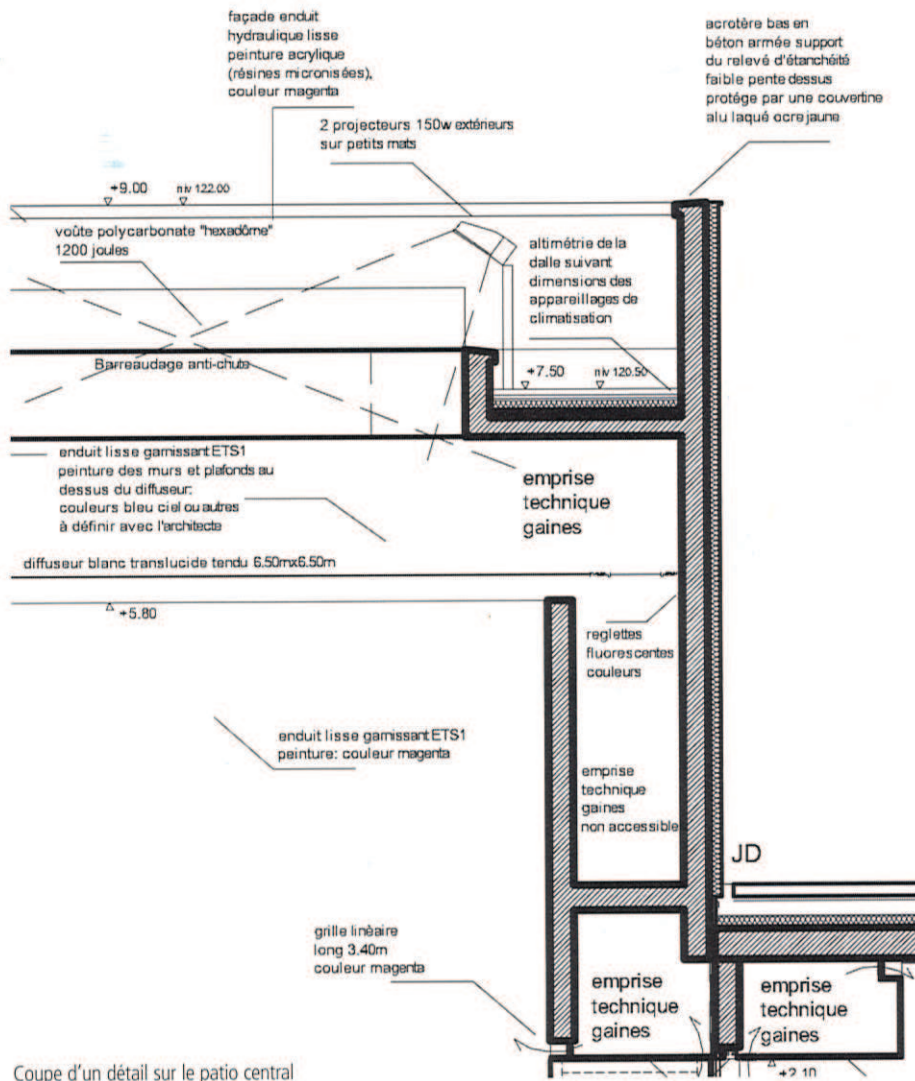 façade enduit
hydraulique lisse
peinture acrylique
(résines micronisées),
couleur magenta
acrotère bas en
béton armée support
du relevé d'étanchéité
faible pente dessus
protége par une couvertine
alu laqué ocre jaune
2 projecteurs 150w extérieurs
sur petits mats
+9.00
niv 122.00
voûte polycarbonate "hexadôme"
1200 joules
altimétrie de la
dalle suivant
dimensions des
appareillages de
climatisation
Barreaudage anti-chute
+7.50
niv 120.50
enduit lisse garnissant ETS1
peinture des murs et plafonds au
dessus du diffuseur:
couleurs bleu ciel ou autres
à définir avec l'architecte
emprise
technique
gaines
diffuseur blanc translucide tendu 6.50mx6.50m
+5.80
reglettes
fluorescentes
couleurs
enduit lisse garnissant ETS1
peinture: couleur magenta
emprise
technique
gaines
non accessible
JD
grille linèaire
long 3.40m
couleur magenta
emprise
technique
gaines
emprise
technique
gaines
+2.10
Coupe d'un détail sur le patio central